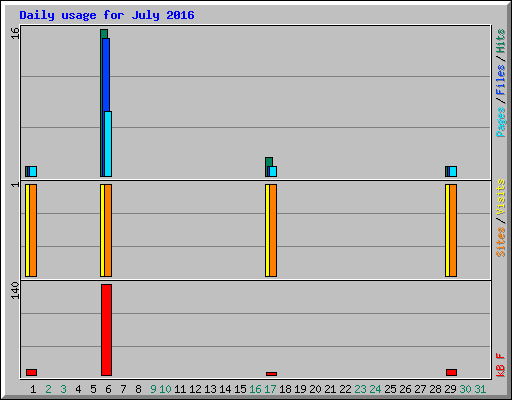 Daily usage for July 2016
16
Pages / Files / Hits
1
Sites / Visits
140
kB F
1 2 3 4 5 6 7 8 9 10 11 12 13 14 15 16 17 18 19 20 21 22 23 24 25 26 27 28 29 30 31